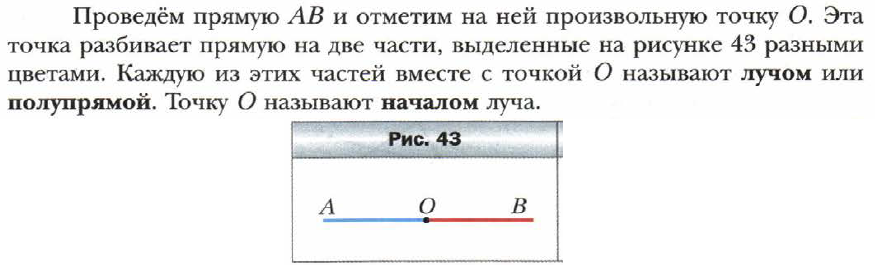 Проведём прямую AB и отметим на ней произвольную точку O. Эта
точка разбивает прямую на две части, выделенные на рисунке 43 разными
цветами. Каждую из этих частей вместе с точкой O называют лучом или
полупрямой. Точку O называют началом луча.
Рис. 43
A O B